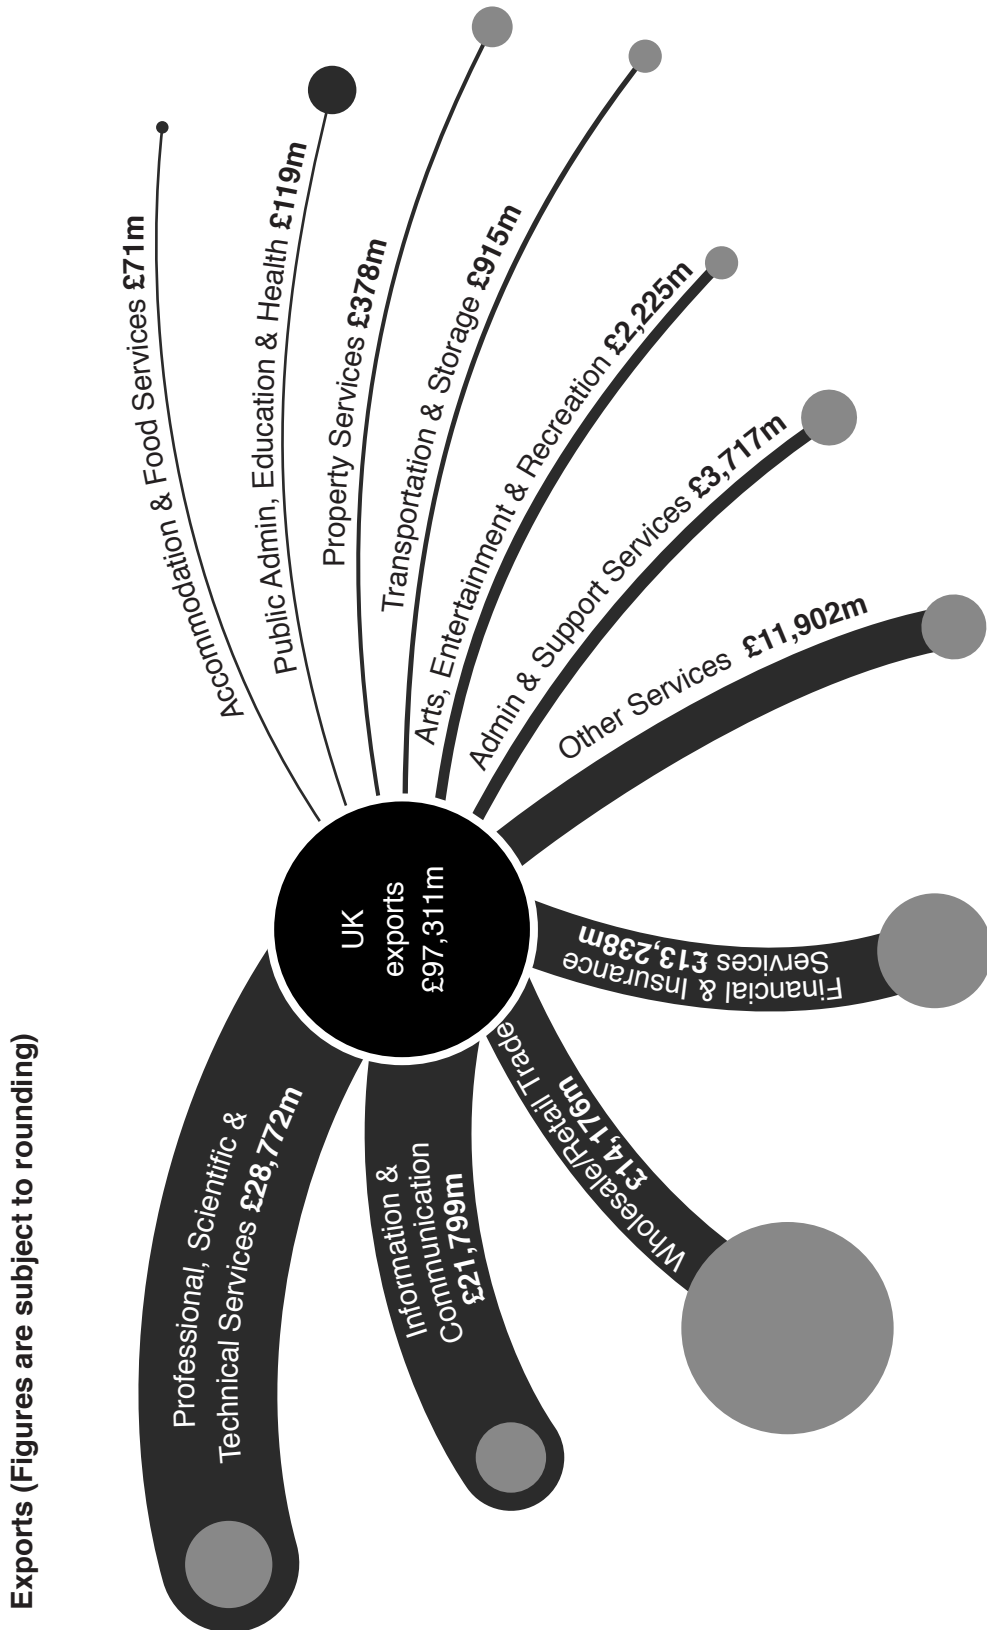 Exports (Figures are subject to rounding)
UK
exports
£97,311m
Professional, Scientific &
Technical Services £28,772m
Information &
Communication
£21,799m
Wholesale/Retail Trade
£14,176m
Financial & Insurance
Services £13,238m
Other Services £11,902m
Admin & Support Services £3,717m
Arts, Entertainment & Recreation £2,225m
Transportation & Storage £915m
Property Services £378m
Public Admin, Education & Health £119m
Accommodation & Food Services £71m